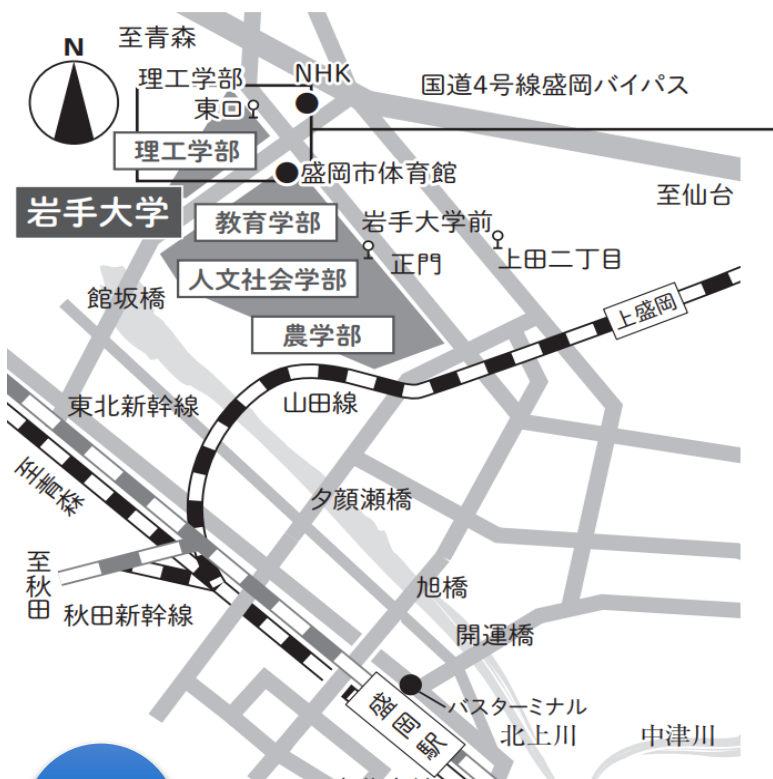 至青森
N
理工学部
NHK
国道4号線盛岡バイパス
東口
理工学部
盛岡市体育館
至仙台
岩手大学
教育学部
岩手大学前
正門
上田二丁目
人文社会学部
館坂橋
上盛岡
農学部
東北新幹線
山田線
至青森
夕顔瀬橋
至秋田
旭橋
秋田新幹線
開運橋
バスターミナル
盛岡駅
北上川
中津川